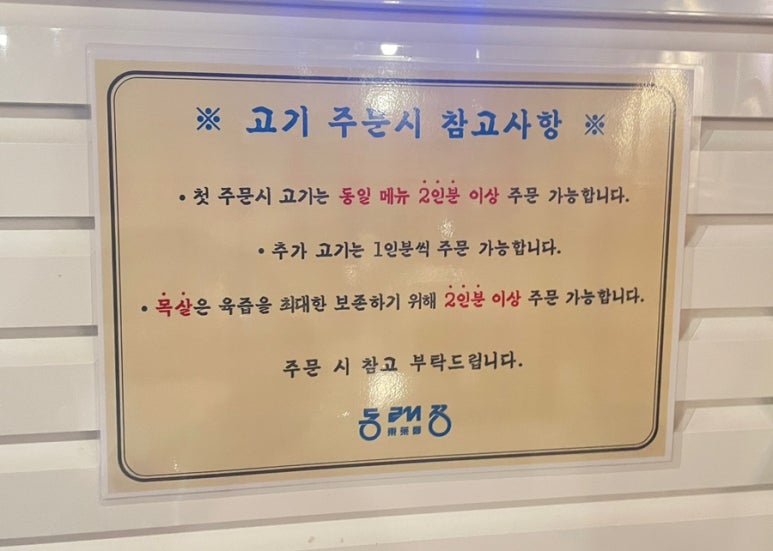 ※ 고기 주문시 참고사항 ※
• 첫 주문시 고기는 동일 메뉴 2인분 이상 주문 가능합니다.
• 추가 고기는 1인분씩 주문 가능합니다.
• 목살은 육즙을 최대한 보존하기 위해 2인분 이상 주문 가능합니다.
주문 시 참고 부탁드립니다.
동래정
東萊